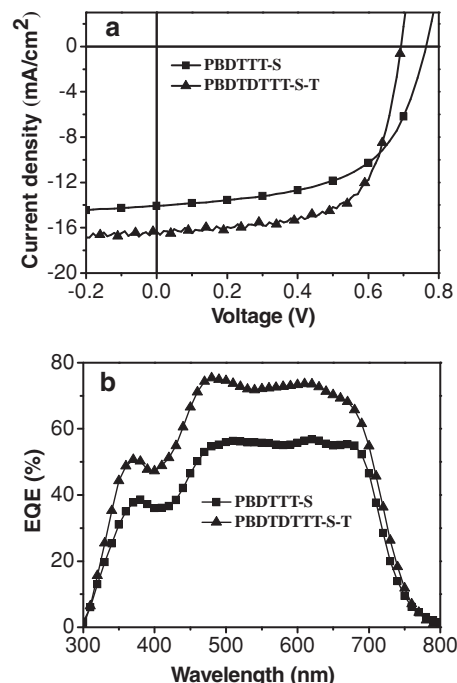 a
0
-4
-8
-12
-16
-20
Current density (mA/cm²)
PBDTTT-S
PBDTDTTT-S-T
-0.2 0.0 0.2 0.4 0.6 0.8
Voltage (V)
b
80
60
40
20
0
EQE (%)
PBDTTT-S
PBDTDTTT-S-T
300 400 500 600 700 800
Wavelength (nm)